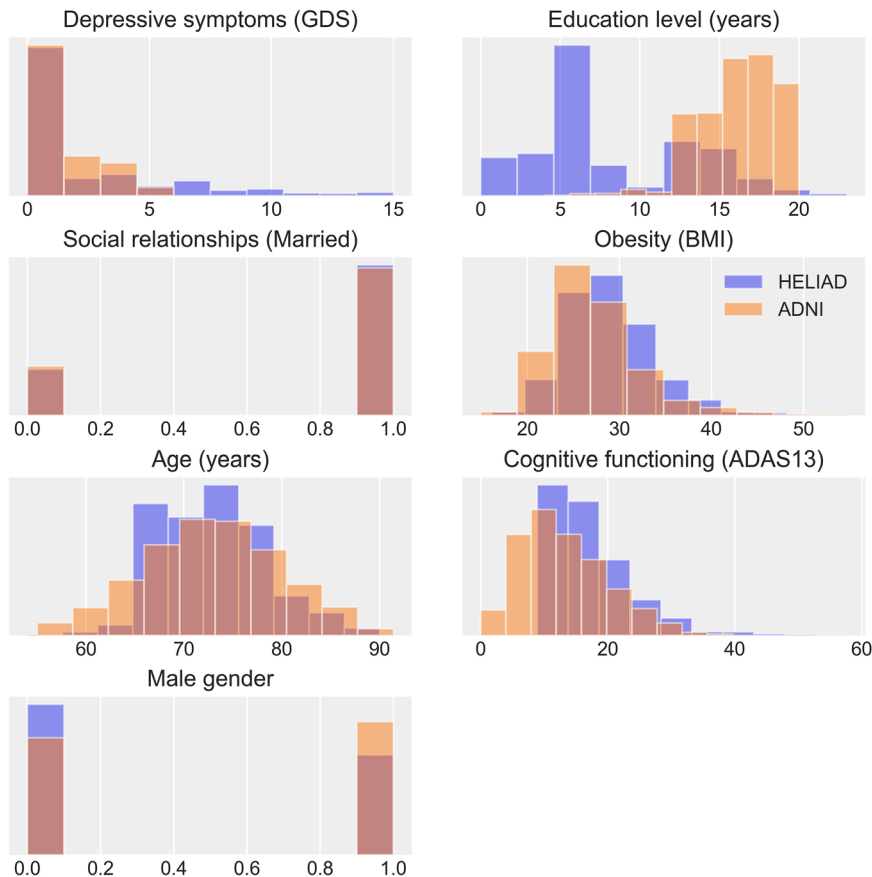 Depressive symptoms (GDS)
Education level (years)
0 5 10 15
0 5 10 15 20
Social relationships (Married)
Obesity (BMI)
HELIAD
ADNI
0.0 0.2 0.4 0.6 0.8 1.0
20 30 40 50
Age (years)
Cognitive functioning (ADAS13)
60 70 80 90
0 20 40 60
Male gender
0.0 0.2 0.4 0.6 0.8 1.0